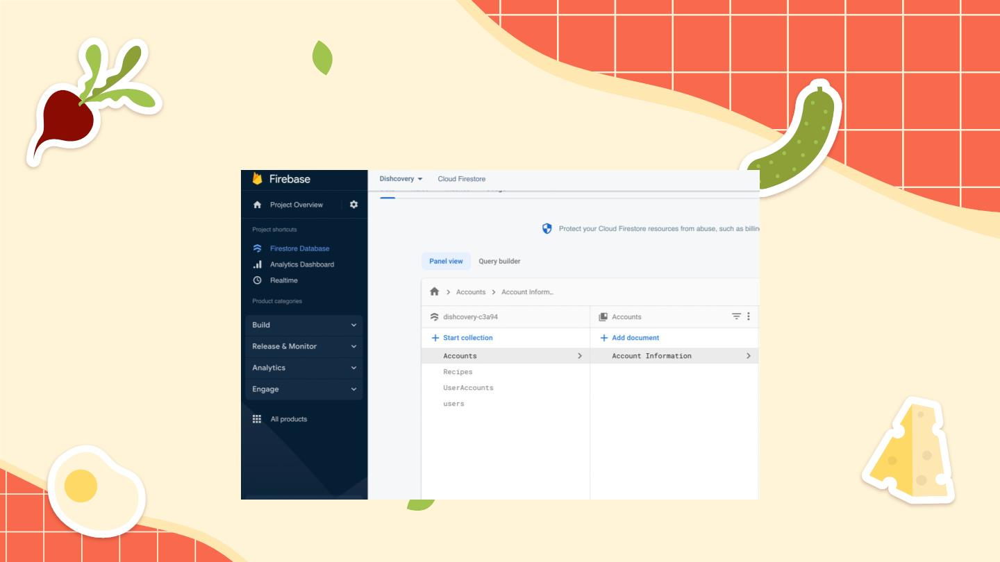 Firebase
Dishcovery
Cloud Firestore
Project Overview
Project shortcuts
Firestore Database
Analytics Dashboard
Realtime
Product categories
Build
Release & Monitor
Analytics
Engage
All products
Protect your Cloud Firestore resources from abuse, such as billin
Panel view
Query builder
Accounts
Account Inform...
dishcovery-c3a94
Accounts
Start collection
Add document
Accounts
Account Information
Recipes
UserAccounts
users